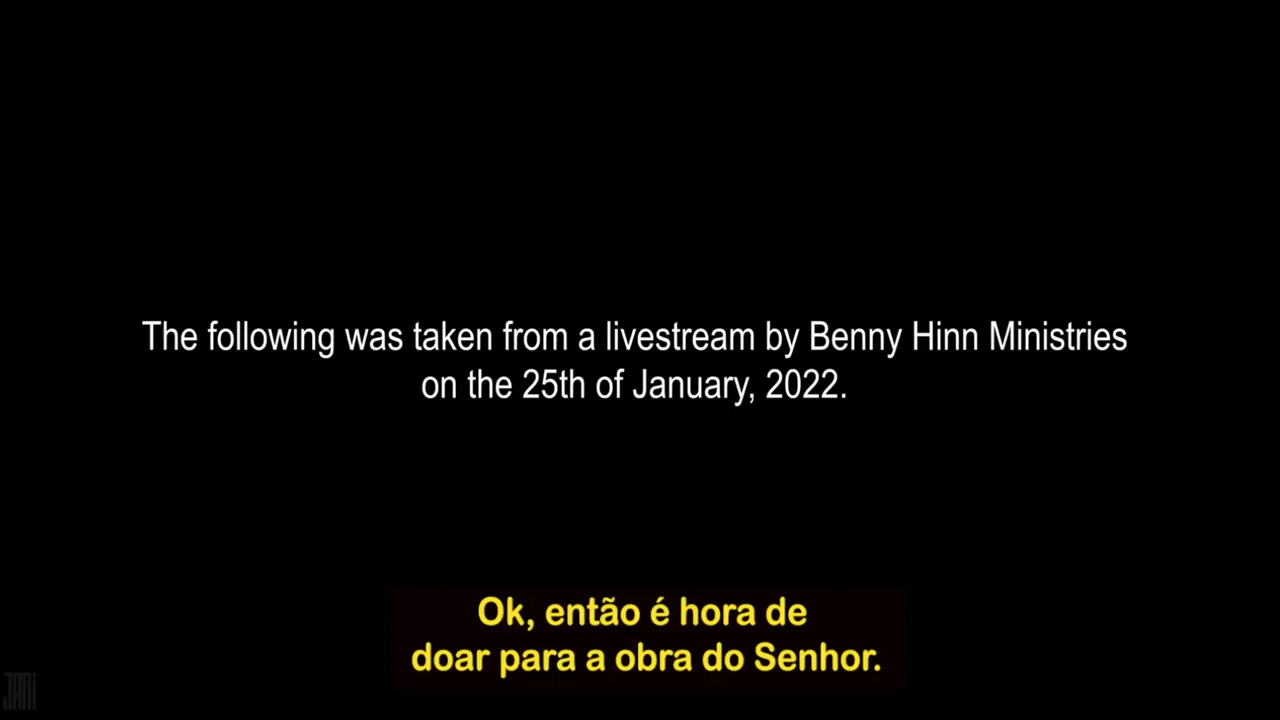 The following was taken from a livestream by Benny Hinn Ministries
on the 25th of January, 2022.
Ok, então é hora de
doar para a obra do Senhor.
JANI